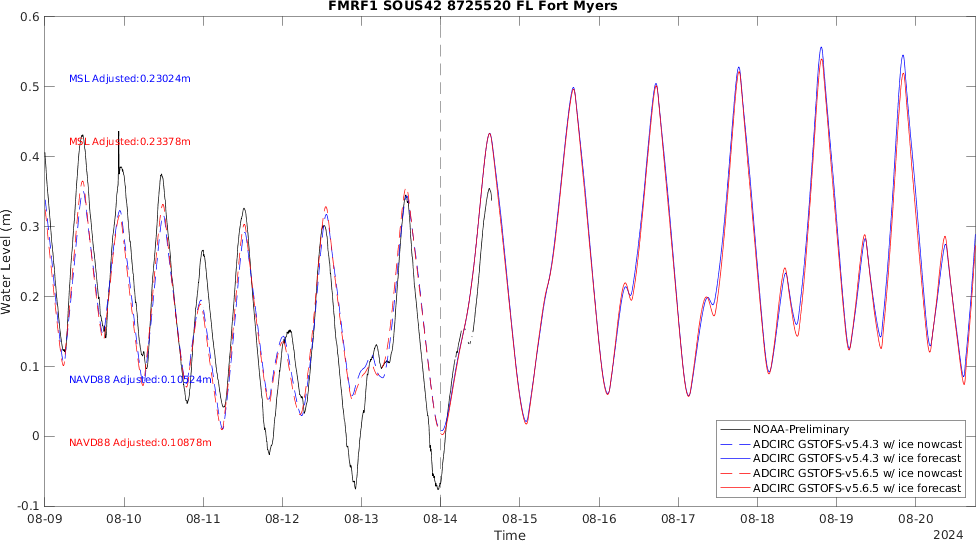 FMRF1 SOUS42 8725520 FL Fort Myers
0.6
0.5
0.4
0.3
0.2
0.1
0
-0.1
Water Level (m)
MSL Adjusted:0.23024m
MSL Adjusted:0.23378m
NAVD88 Adjusted:0.10524m
NAVD88 Adjusted:0.10878m
NOAA-Preliminary
ADCIRC GSTOFS-v5.4.3 w/ ice nowcast
ADCIRC GSTOFS-v5.4.3 w/ ice forecast
ADCIRC GSTOFS-v5.6.5 w/ ice nowcast
ADCIRC GSTOFS-v5.6.5 w/ ice forecast
08-09 08-10 08-11 08-12 08-13 08-14 08-15 08-16 08-17 08-18 08-19 08-20
Time
2024